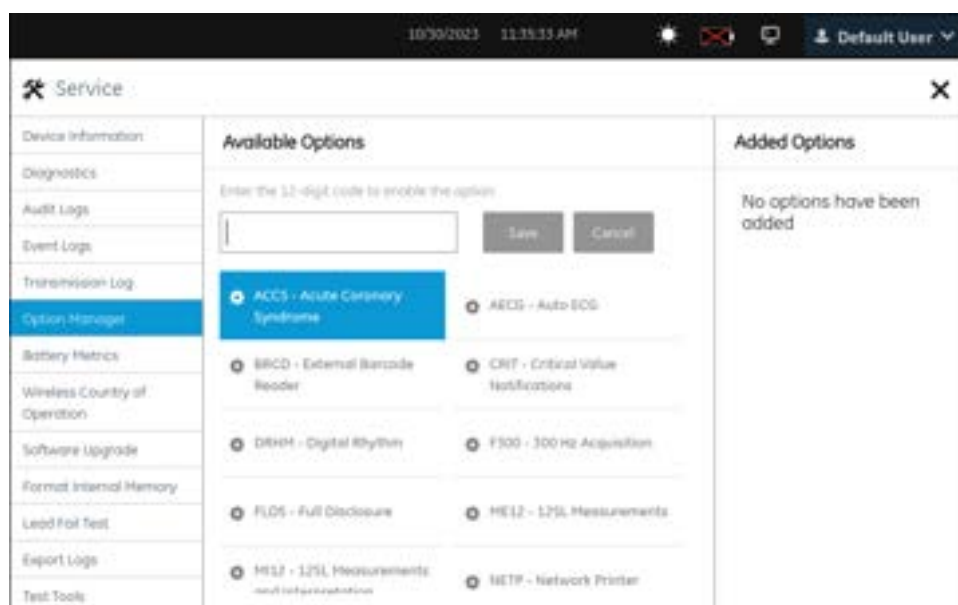 10/30/2023 11:35:33 AM Default User
Service
Device Information
Diagnostics
Audit Logs
Event Logs
Transmission Log
Option Manager
Battery Metrics
Wireless Country of
Operation
Software Upgrade
Format Internal Memory
Lead Fail Test
Export Logs
Test Tools
Available Options
Enter the 12-digit code to enable the option
Save Cancel
ACCS - Acute Coronary
Syndrome
AECG - Auto ECG
BRCD - External Barcode
Reader
CRIT - Critical Value
Notifications
DRHM - Digital Rhythm
F300 - 300 Hz Acquisition
FLDS - Full Disclosure
ME12 - 12SL Measurements
MI12 - 12SL Measurements
and Interpretation
NETP - Network Printer
Added Options
No options have been
added